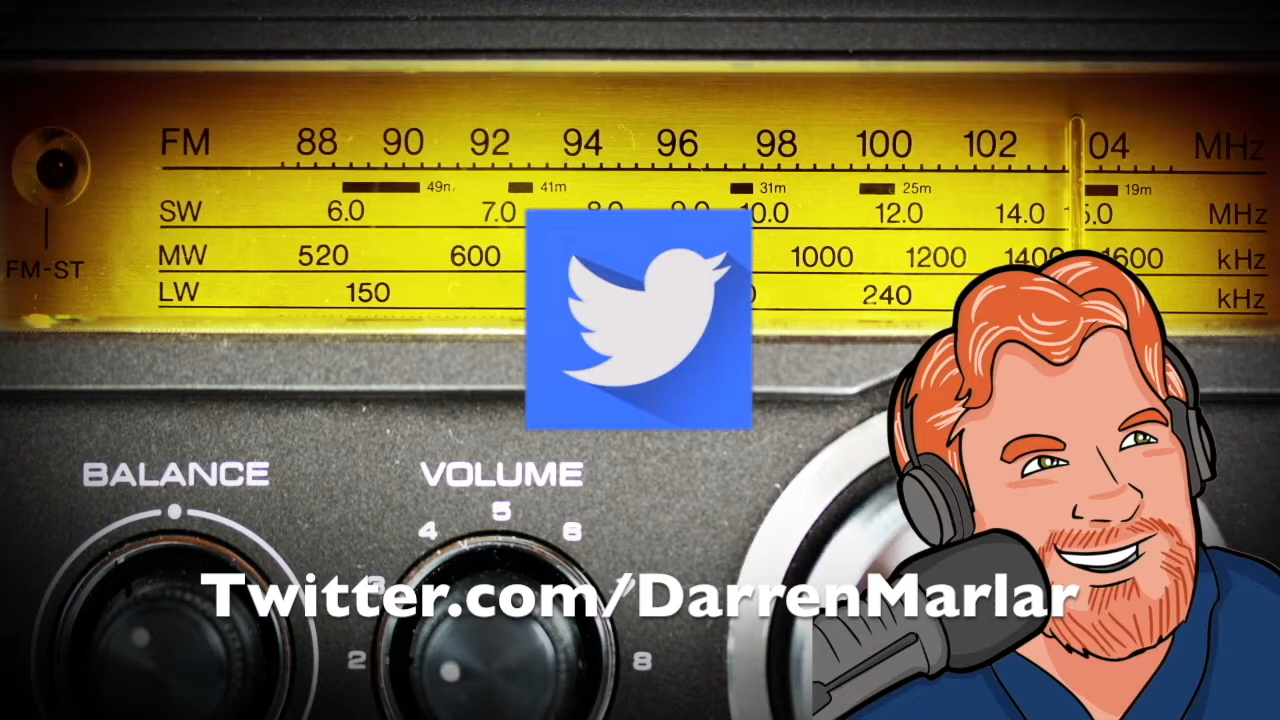 FM 88 90 92 94 96 98 100 102 04 MHz
49m 41m 31m 25m 19m
SW 6.0 7.0 12.0 14.0 MHz
MW 520 600 1000 1200 1400 1600 kHz
LW 150 240 kHz
FM-ST
BALANCE VOLUME
5
4 6
Twitter.com/DarrenMarlar
2 8